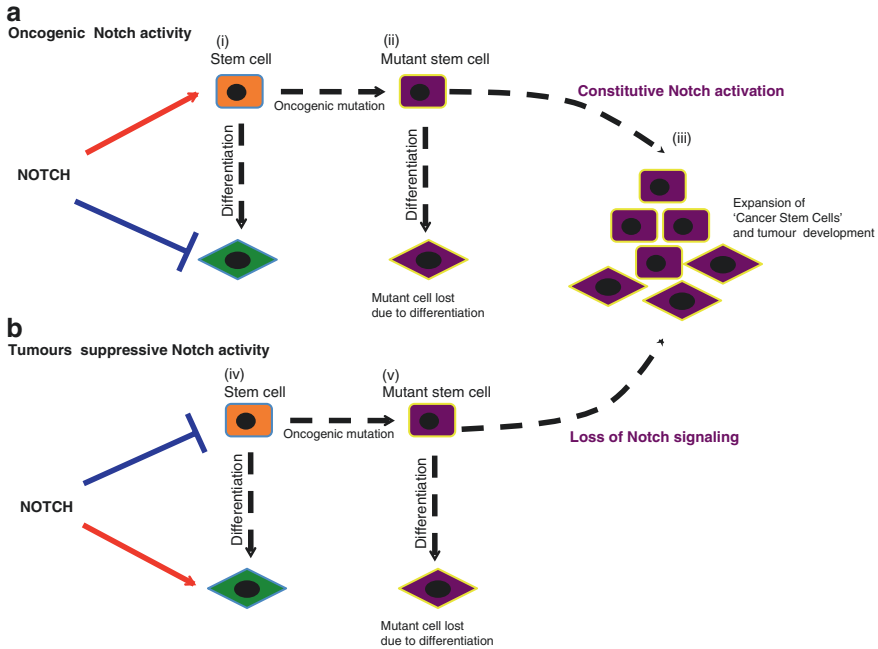 a
Oncogenic Notch activity
(i)
Stem cell
(ii)
Mutant stem cell
Oncogenic mutation
Constitutive Notch activation
(iii)
NOTCH
Differentiation
Differentiation
Expansion of
‘Cancer Stem Cells’
and tumour development
Mutant cell lost
due to differentiation
b
Tumours suppressive Notch activity
(iv)
Stem cell
(v)
Mutant stem cell
Oncogenic mutation
Loss of Notch signaling
NOTCH
Differentiation
Differentiation
Mutant cell lost
due to differentiation